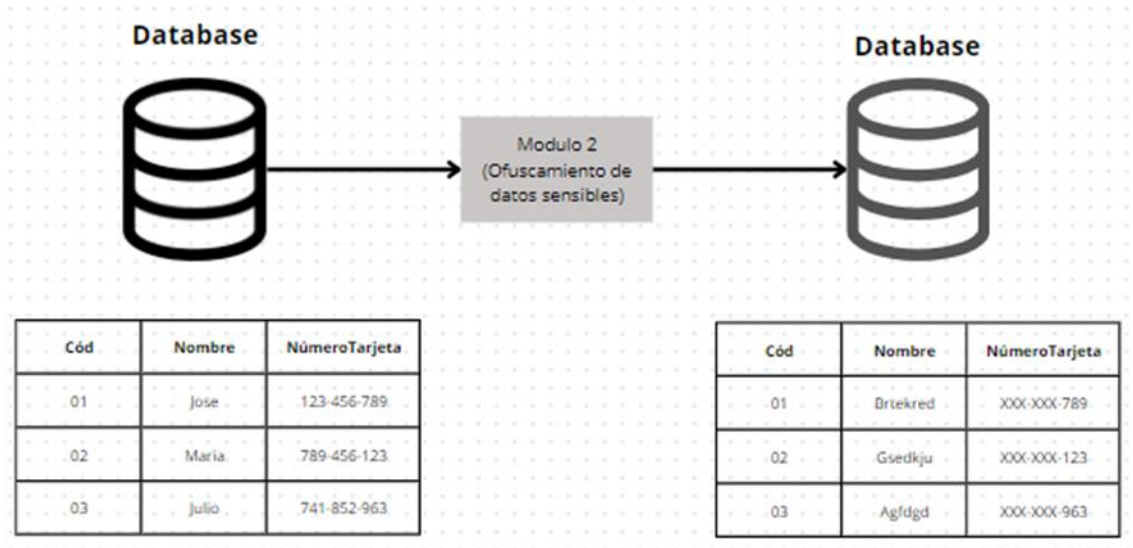 Database
Database
Modulo 2
(Ofuscamiento de
datos sensibles)
Cód Nombre NúmeroTarjeta
01 Jose 123-456-789
02 Maria 789-456-123
03 Julio 741-852-963
Cód Nombre NúmeroTarjeta
01 Brtekred XXX-XXX-789
02 Gsedkju XXX-XXX-123
03 Agfdgd XXX-XXX-963